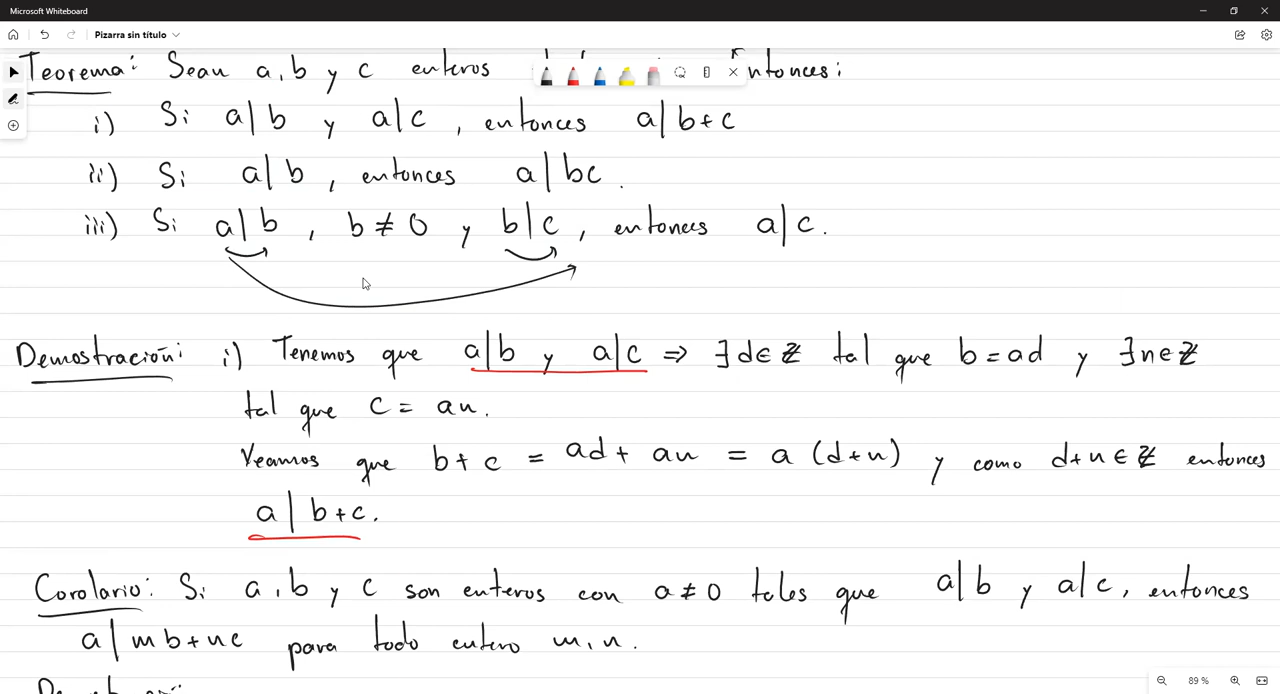 Microsoft Whiteboard
Pizarra sin título
Teorema: Sean a, b y c enteros entonces:
i) Si a|b y a|c, entonces a|b+c
ii) Si a|b, entonces a|bc.
iii) Si a|b, b≠0 y b|c, entonces a|c.
Demostración: i) Tenemos que a|b y a|c ⇒ ∃d∈ℤ tal que b=ad y ∃n∈ℤ
tal que c = an.
Veamos que b+c = ad+an = a(d+n) y como d+n∈ℤ entonces
a|b+c.
Corolario: Si a, b y c son enteros con a≠0 tales que a|b y a|c, entonces
a|mb+nc para todo entero m, n.
89 %